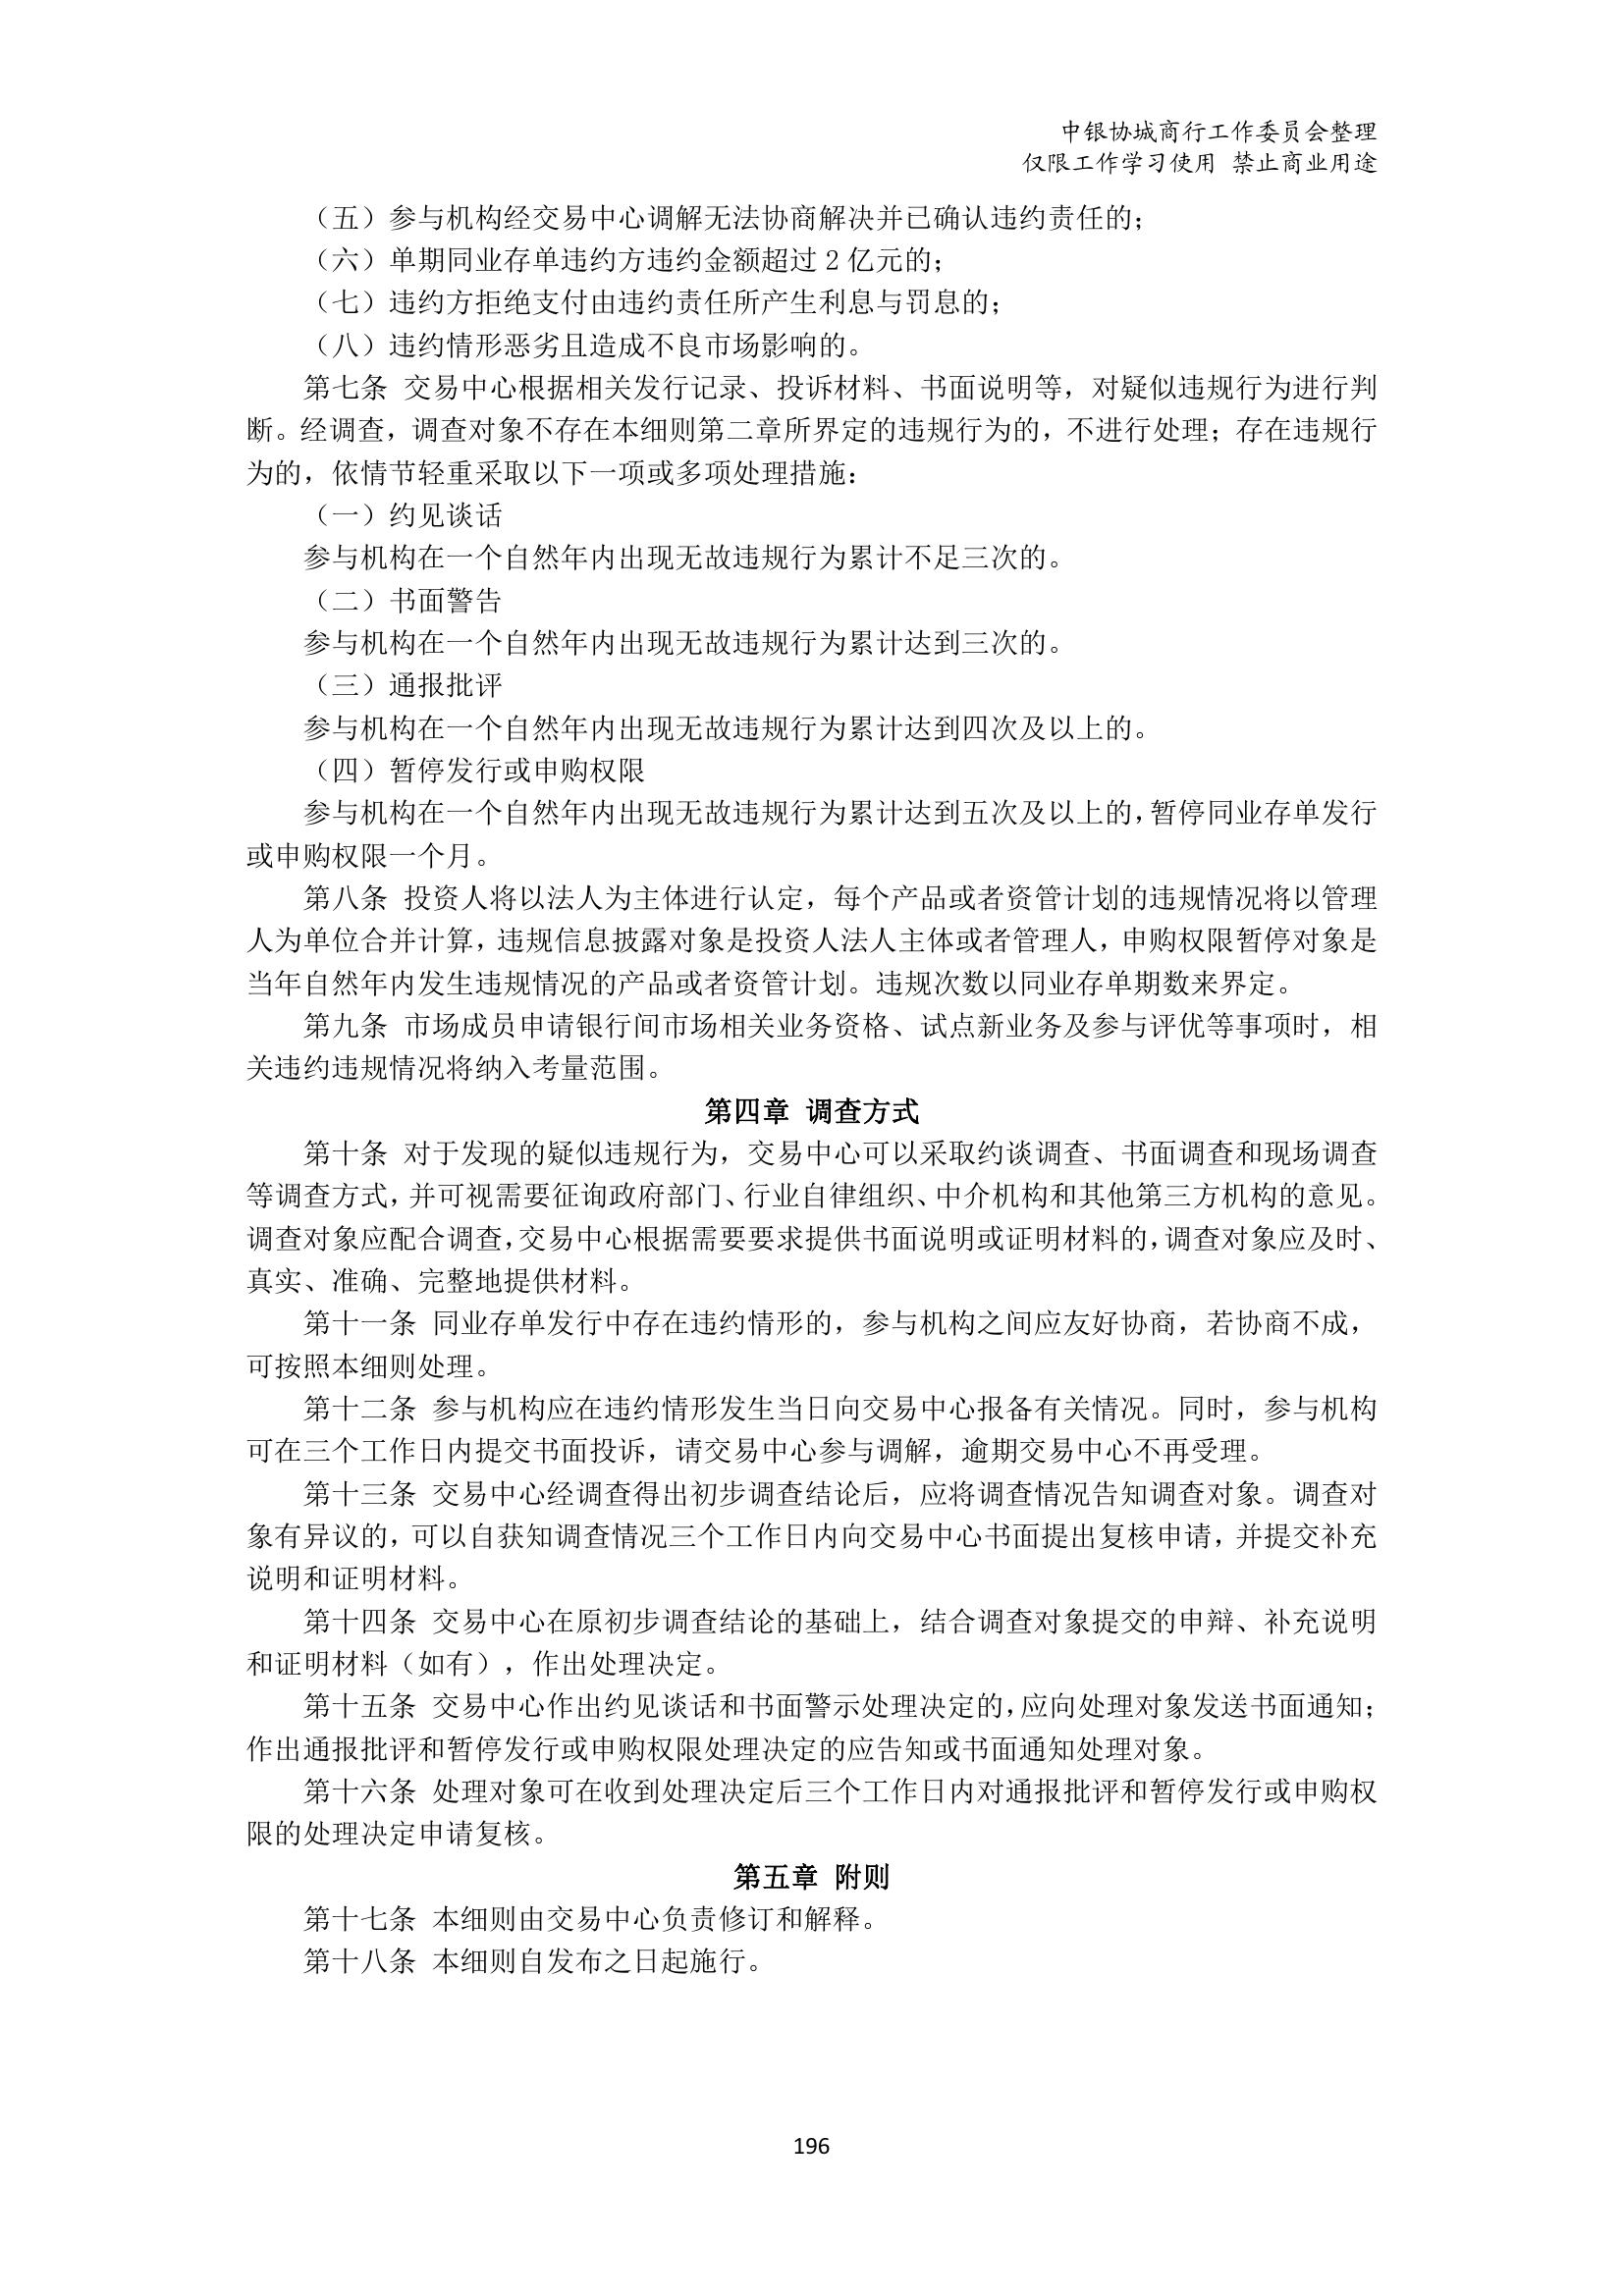 中银协城商行工作委员会整理
仅限工作学习使用 禁止商业用途
（五）参与机构经交易中心调解无法协商解决并已确认违约责任的；
（六）单期同业存单违约方违约金额超过 2 亿元的；
（七）违约方拒绝支付由违约责任所产生利息与罚息的；
（八）违约情形恶劣且造成不良市场影响的。
第七条 交易中心根据相关发行记录、投诉材料、书面说明等，对疑似违规行为进行判
断。经调查，调查对象不存在本细则第二章所界定的违规行为的，不进行处理；存在违规行
为的，依情节轻重采取以下一项或多项处理措施：
（一）约见谈话
参与机构在一个自然年内出现无故违规行为累计不足三次的。
（二）书面警告
参与机构在一个自然年内出现无故违规行为累计达到三次的。
（三）通报批评
参与机构在一个自然年内出现无故违规行为累计达到四次及以上的。
（四）暂停发行或申购权限
参与机构在一个自然年内出现无故违规行为累计达到五次及以上的，暂停同业存单发行
或申购权限一个月。
第八条 投资人将以法人为主体进行认定，每个产品或者资管计划的违规情况将以管理
人为单位合并计算，违规信息披露对象是投资人法人主体或者管理人，申购权限暂停对象是
当年自然年内发生违规情况的产品或者资管计划。违规次数以同业存单期数来界定。
第九条 市场成员申请银行间市场相关业务资格、试点新业务及参与评优等事项时，相
关违约违规情况将纳入考量范围。
第四章 调查方式
第十条 对于发现的疑似违规行为，交易中心可以采取约谈调查、书面调查和现场调查
等调查方式，并可视需要征询政府部门、行业自律组织、中介机构和其他第三方机构的意见。
调查对象应配合调查，交易中心根据需要要求提供书面说明或证明材料的，调查对象应及时、
真实、准确、完整地提供材料。
第十一条 同业存单发行中存在违约情形的，参与机构之间应友好协商，若协商不成，
可按照本细则处理。
第十二条 参与机构应在违约情形发生当日向交易中心报备有关情况。同时，参与机构
可在三个工作日内提交书面投诉，请交易中心参与调解，逾期交易中心不再受理。
第十三条 交易中心经调查得出初步调查结论后，应将调查情况告知调查对象。调查对
象有异议的，可以自获知调查情况三个工作日内向交易中心书面提出复核申请，并提交补充
说明和证明材料。
第十四条 交易中心在原初步调查结论的基础上，结合调查对象提交的申辩、补充说明
和证明材料（如有），作出处理决定。
第十五条 交易中心作出约见谈话和书面警示处理决定的，应向处理对象发送书面通知；
作出通报批评和暂停发行或申购权限处理决定的应告知或书面通知处理对象。
第十六条 处理对象可在收到处理决定后三个工作日内对通报批评和暂停发行或申购权
限的处理决定申请复核。
第五章 附则
第十七条 本细则由交易中心负责修订和解释。
第十八条 本细则自发布之日起施行。
196